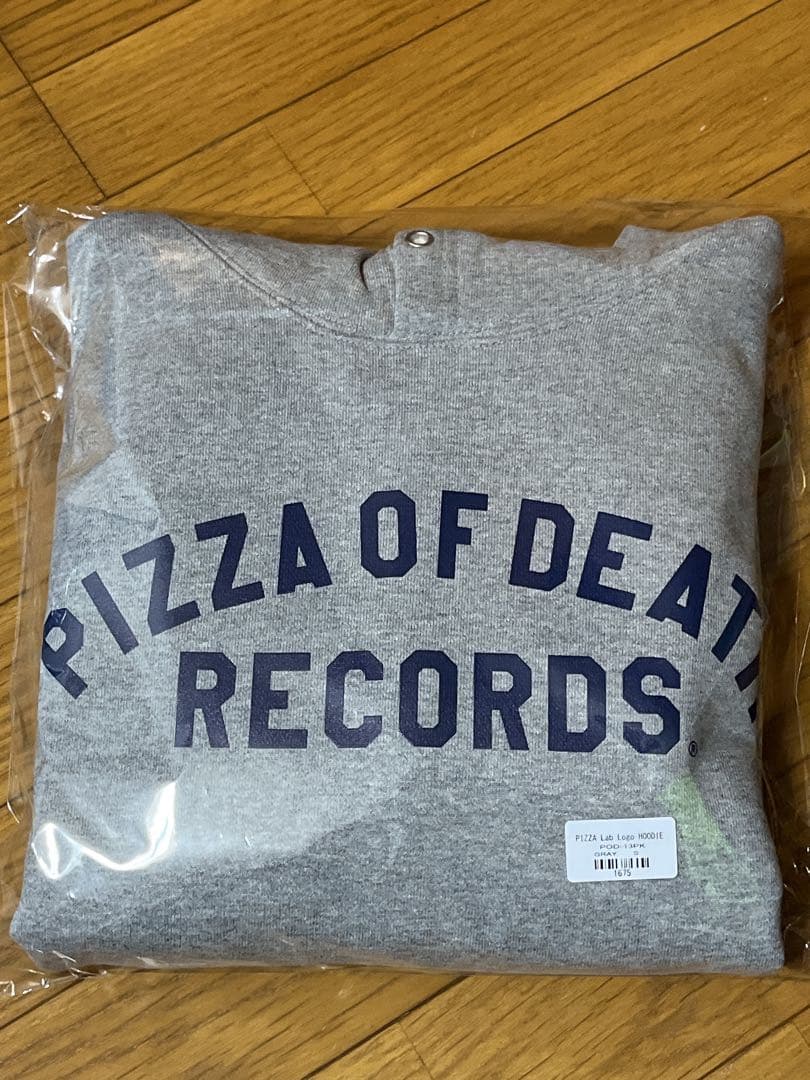 PIZZA OF DEATH
RECORDS®
PIZZA Lab Logo HOODIE
POD-13PK
GRAY S
1675